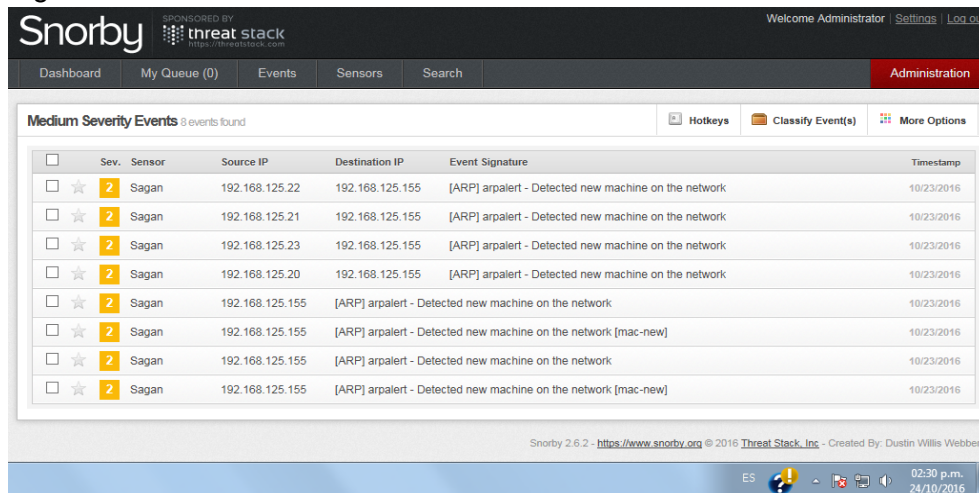 Snorby SPONSORED BY threat stack https://threatstack.com Welcome Administrator | Settings |
Dashboard My Queue (0) Events Sensors Search Administration
Medium Severity Events 8 events found Hotkeys Classify Event(s) More Options
Sev. Sensor Source IP Destination IP Event Signature Timestamp
2 Sagan 192.168.125.22 192.168.125.155 [ARP] arpalert - Detected new machine on the network 10/23/2016
2 Sagan 192.168.125.21 192.168.125.155 [ARP] arpalert - Detected new machine on the network 10/23/2016
2 Sagan 192.168.125.23 192.168.125.155 [ARP] arpalert - Detected new machine on the network 10/23/2016
2 Sagan 192.168.125.20 192.168.125.155 [ARP] arpalert - Detected new machine on the network 10/23/2016
2 Sagan 192.168.125.155 [ARP] arpalert - Detected new machine on the network 10/23/2016
2 Sagan 192.168.125.155 [ARP] arpalert - Detected new machine on the network [mac-new] 10/23/2016
2 Sagan 192.168.125.155 [ARP] arpalert - Detected new machine on the network 10/23/2016
2 Sagan 192.168.125.155 [ARP] arpalert - Detected new machine on the network [mac-new] 10/23/2016
Snorby 2.6.2 - https://www.snorby.org © 2016 Threat Stack, Inc - Created By: Dustin Willis Webber
ES 02:30 p.m.
24/10/2016